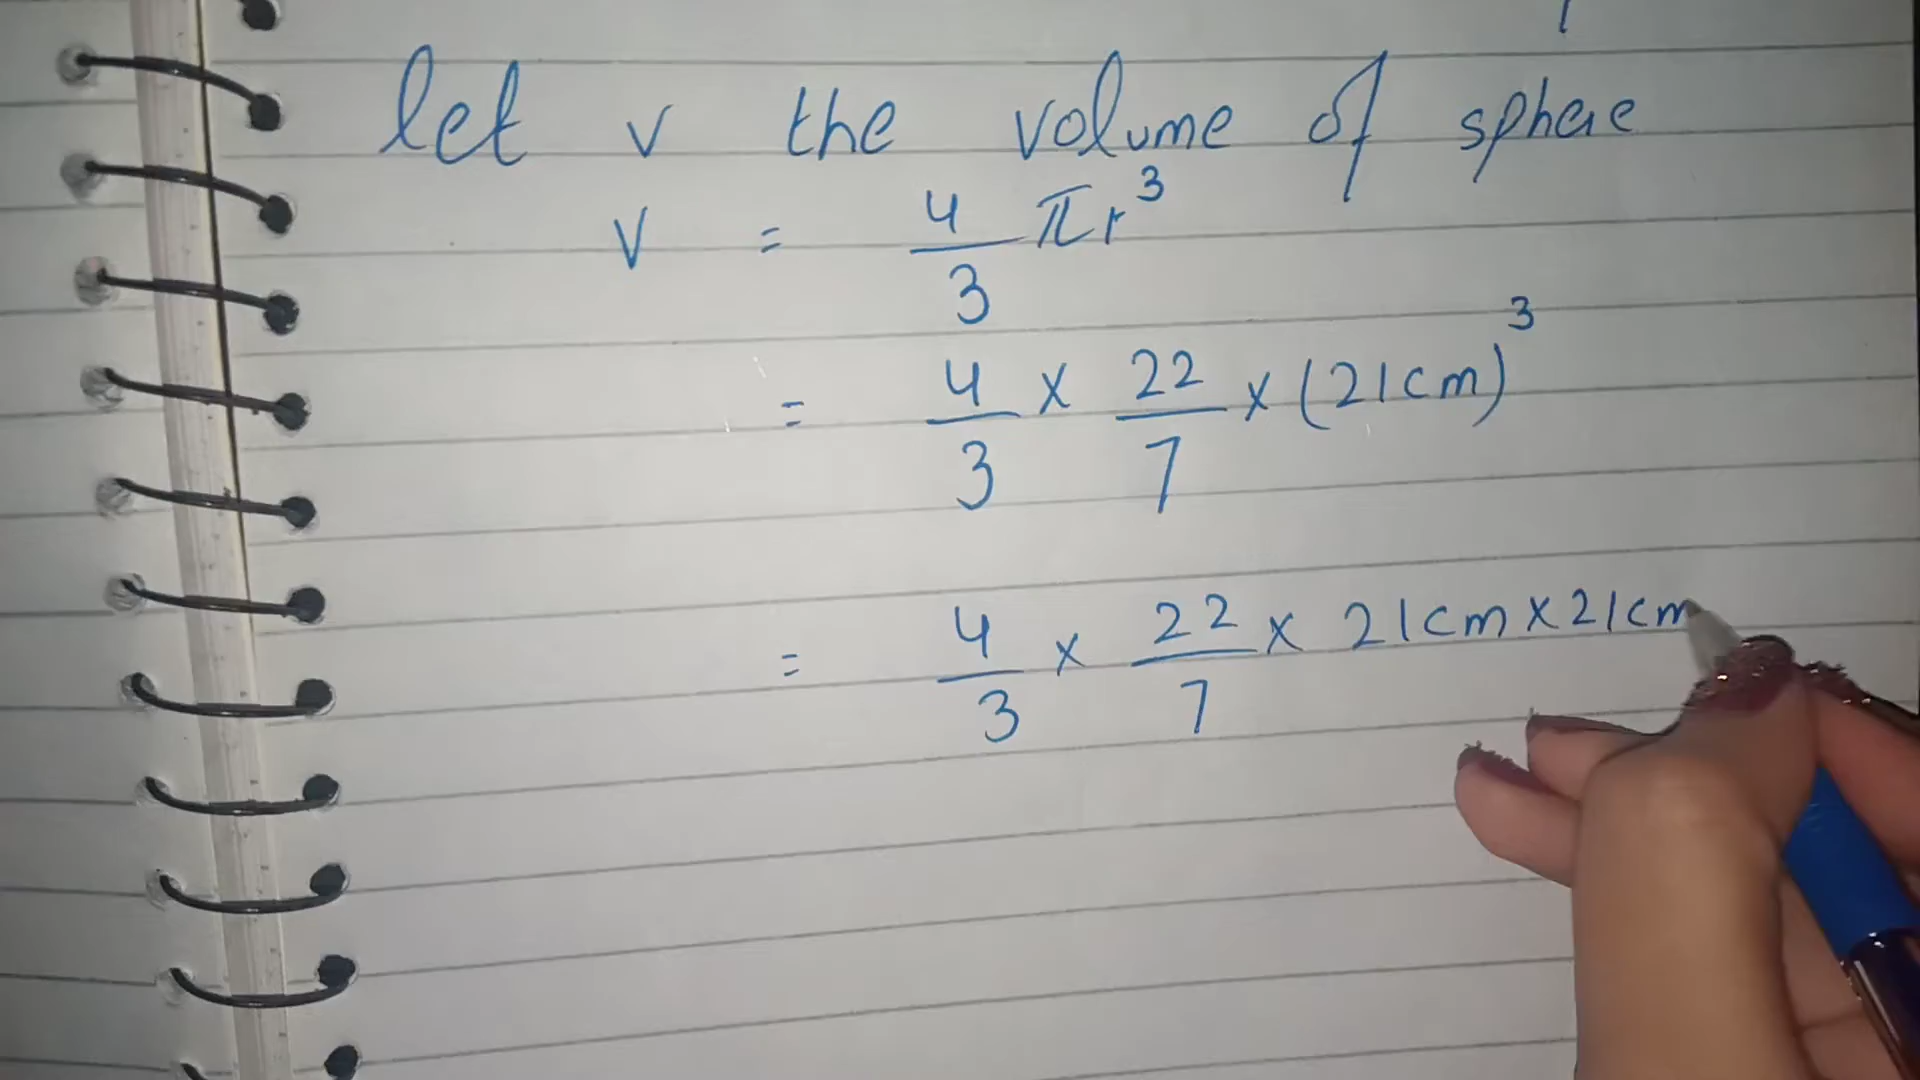 let v the volume of sphere
v = 4/3 πr³
= 4/3 × 22/7 × (21cm)³
= 4/3 × 22/7 × 21cm × 21cm